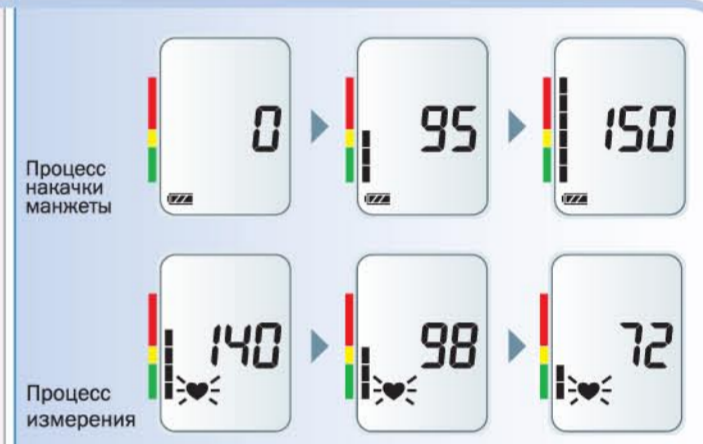 0 95 150
Процесс
накачки
манжеты
140 98 72
Процесс
измерения